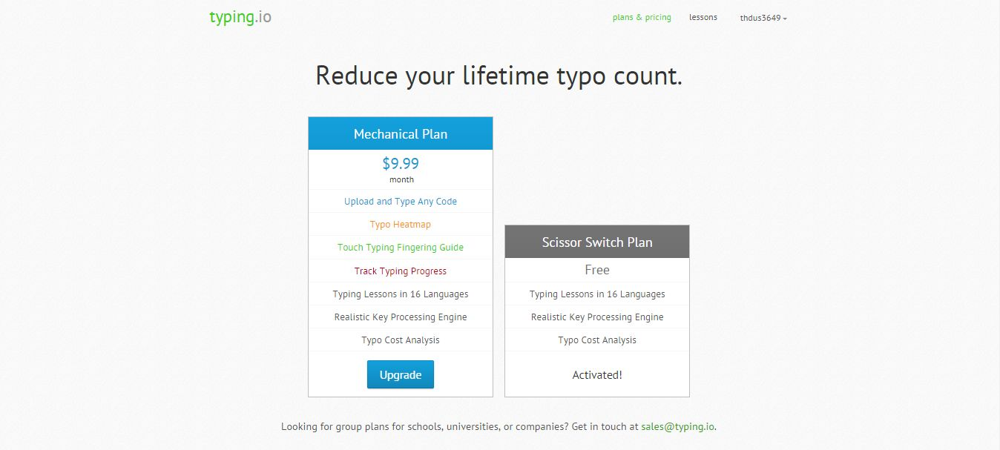 typing.io
plans & pricing lessons thdus3649
Reduce your lifetime typo count.
Mechanical Plan
$9.99
month
Upload and Type Any Code
Typo Heatmap
Touch Typing Fingering Guide
Track Typing Progress
Typing Lessons in 16 Languages
Realistic Key Processing Engine
Typo Cost Analysis
Upgrade
Scissor Switch Plan
Free
Typing Lessons in 16 Languages
Realistic Key Processing Engine
Typo Cost Analysis
Activated!
Looking for group plans for schools, universities, or companies? Get in touch at sales@typing.io.